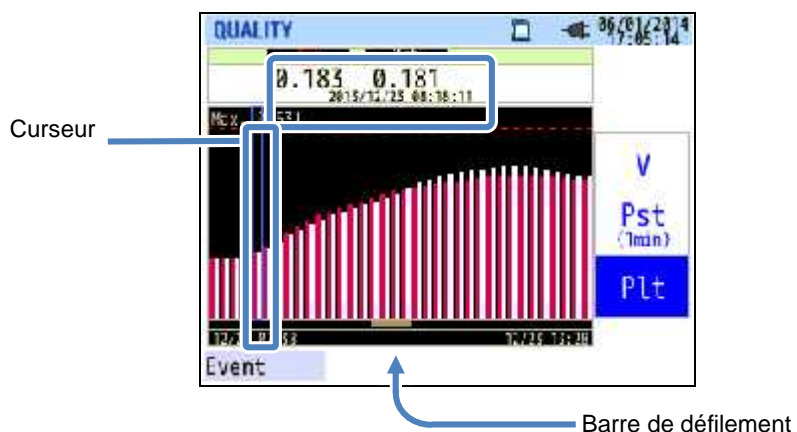 QUALITY
0.183 0.181
2015/12/23 08:18:11
Curseur
Max
V
Pst
(1min)
Plt
Event
Barre de défilement